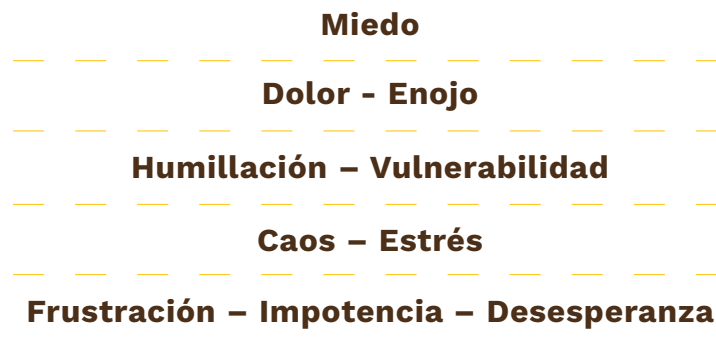 Miedo
Dolor - Enojo
Humillación – Vulnerabilidad
Caos – Estrés
Frustración – Impotencia – Desesperanza